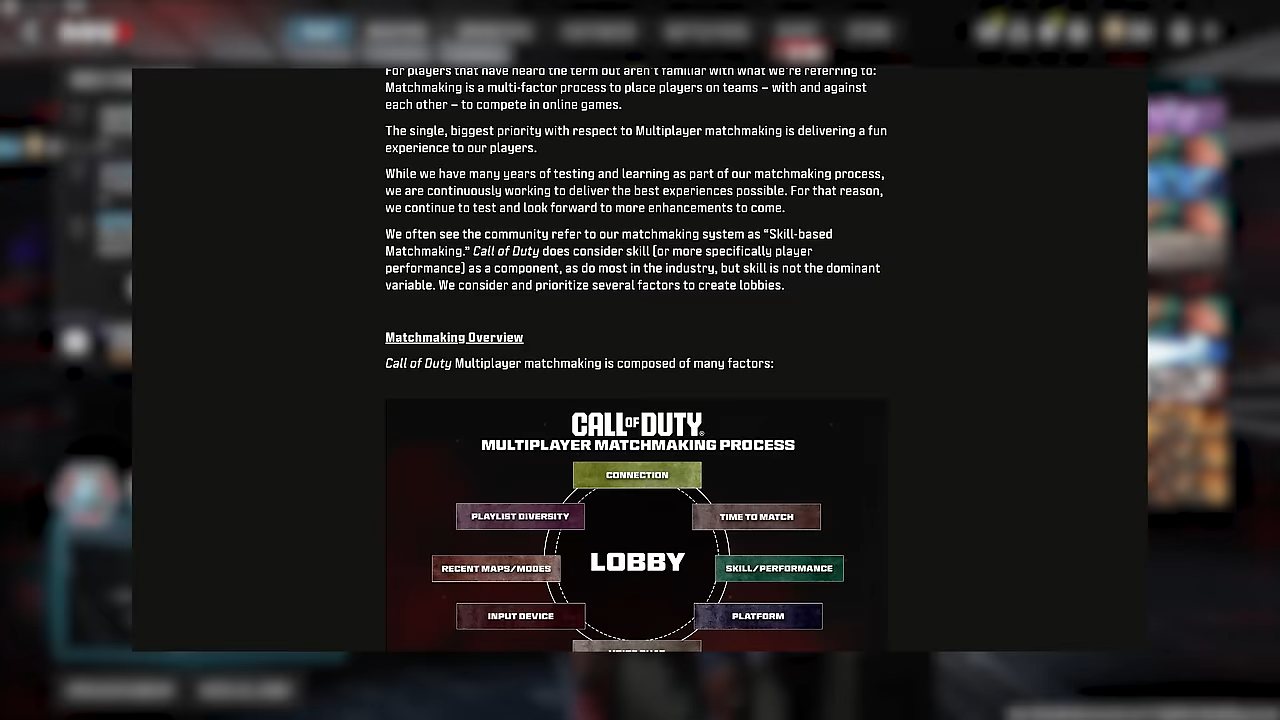 For players that have heard the term but aren't familiar with what we're referring to:
Matchmaking is a multi-factor process to place players on teams – with and against
each other – to compete in online games.
The single, biggest priority with respect to Multiplayer matchmaking is delivering a fun
experience to our players.
While we have many years of testing and learning as part of our matchmaking process,
we are continuously working to deliver the best experiences possible. For that reason,
we continue to test and look forward to more enhancements to come.
We often see the community refer to our matchmaking system as “Skill-based
Matchmaking.” Call of Duty does consider skill (or more specifically player
performance) as a component, as do most in the industry, but skill is not the dominant
variable. We consider and prioritize several factors to create lobbies.
Matchmaking Overview
Call of Duty Multiplayer matchmaking is composed of many factors:
CALL OF DUTY®
MULTIPLAYER MATCHMAKING PROCESS
CONNECTION
PLAYLIST DIVERSITY
TIME TO MATCH
LOBBY
RECENT MAPS/MODES
SKILL/PERFORMANCE
INPUT DEVICE
PLATFORM